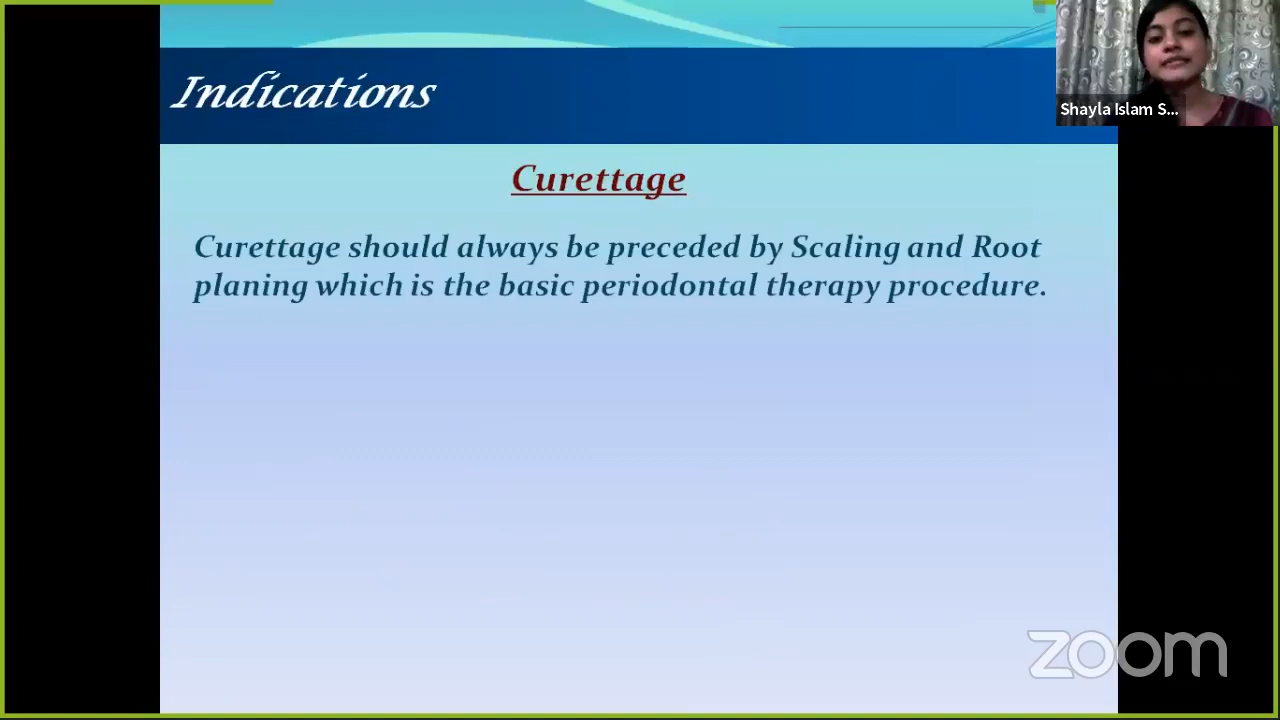 Indications
Shayla Islam S...
Curettage
Curettage should always be preceded by Scaling and Root
planing which is the basic periodontal therapy procedure.
zoom